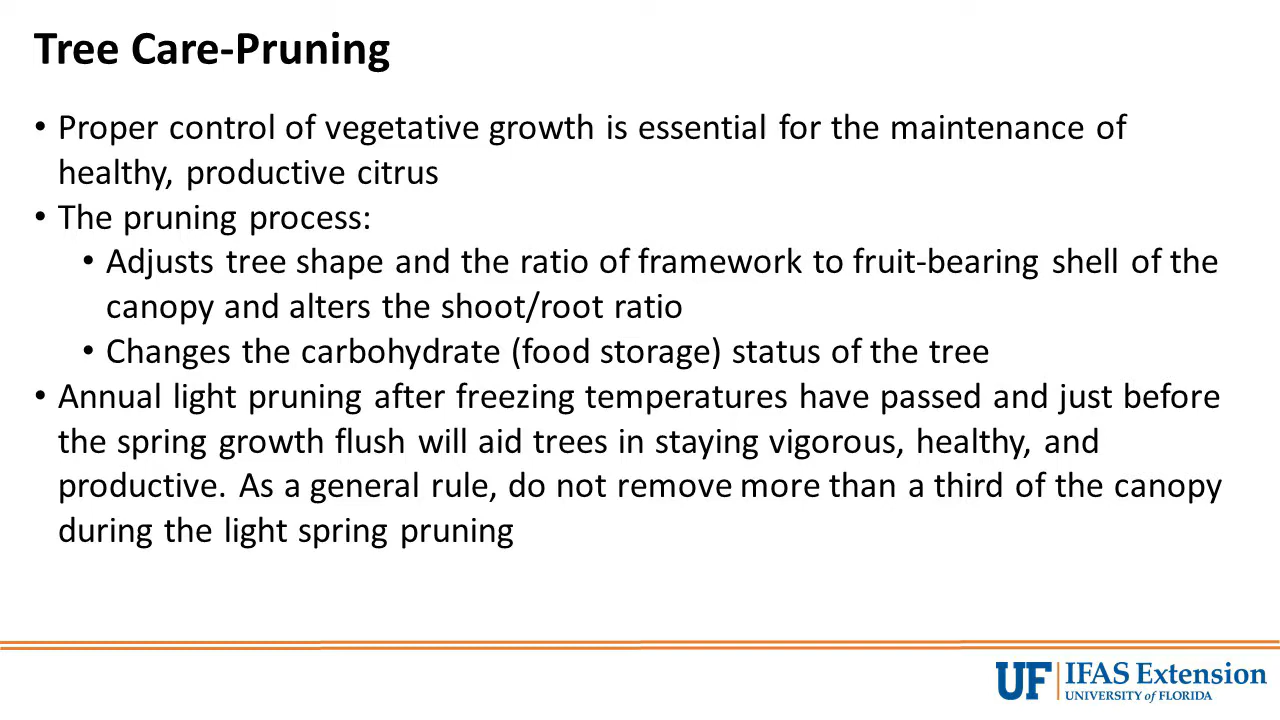 Tree Care-Pruning
• Proper control of vegetative growth is essential for the maintenance of
healthy, productive citrus
• The pruning process:
• Adjusts tree shape and the ratio of framework to fruit-bearing shell of the
canopy and alters the shoot/root ratio
• Changes the carbohydrate (food storage) status of the tree
• Annual light pruning after freezing temperatures have passed and just before
the spring growth flush will aid trees in staying vigorous, healthy, and
productive. As a general rule, do not remove more than a third of the canopy
during the light spring pruning
UF IFAS Extension
UNIVERSITY of FLORIDA